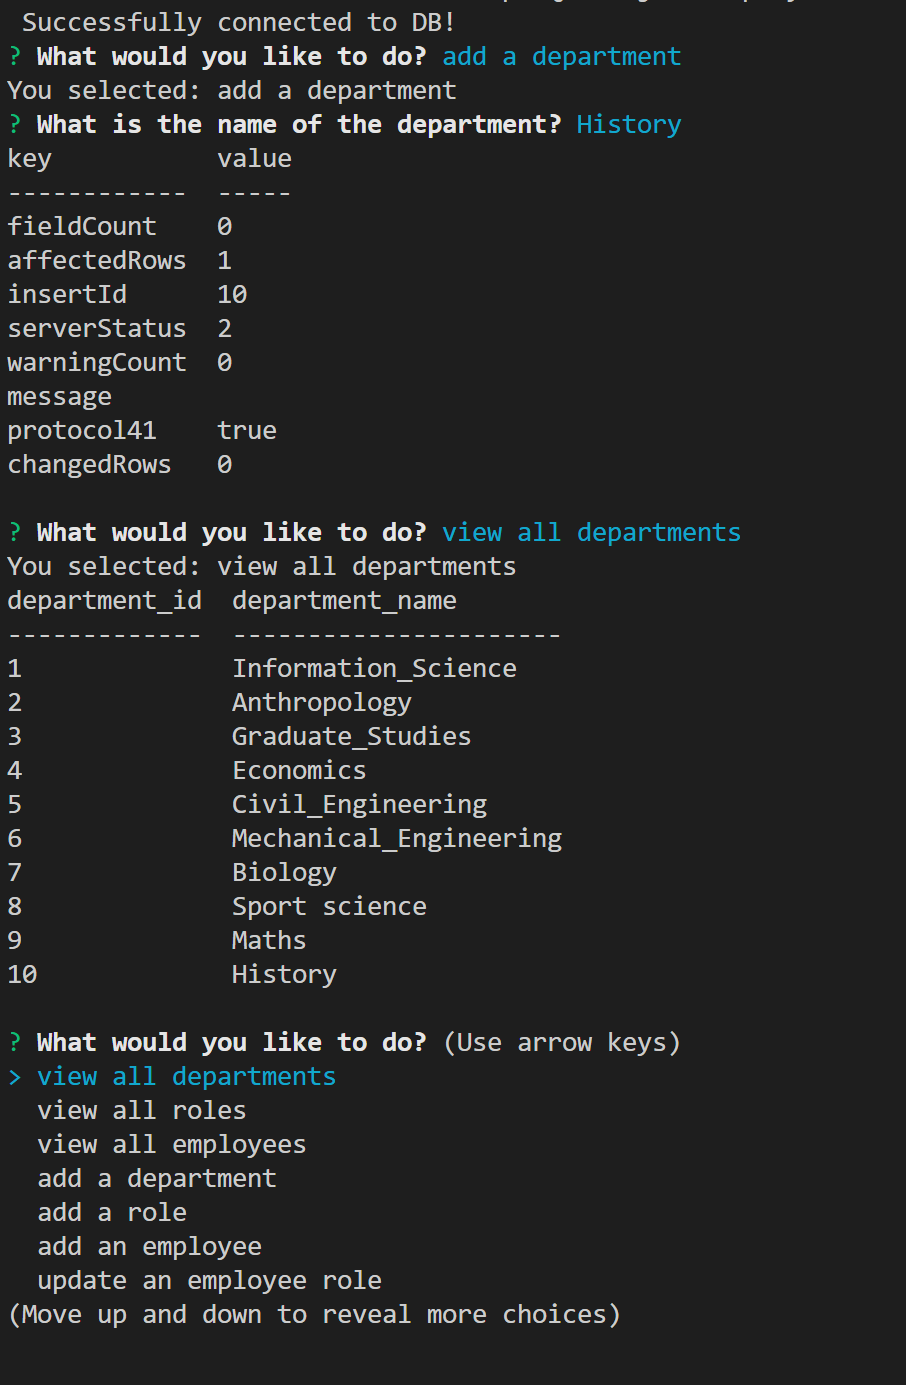 Successfully connected to DB!
? What would you like to do? add a department
You selected: add a department
? What is the name of the department? History
key           value
------------  -----
fieldCount    0
affectedRows  1
insertId      10
serverStatus  2
warningCount  0
message
protocol41    true
changedRows   0
? What would you like to do? view all departments
You selected: view all departments
department_id  department_name
-------------  ----------------------
1              Information_Science
2              Anthropology
3              Graduate_Studies
4              Economics
5              Civil_Engineering
6              Mechanical_Engineering
7              Biology
8              Sport science
9              Maths
10             History
? What would you like to do? (Use arrow keys)
> view all departments
  view all roles
  view all employees
  add a department
  add a role
  add an employee
  update an employee role
(Move up and down to reveal more choices)